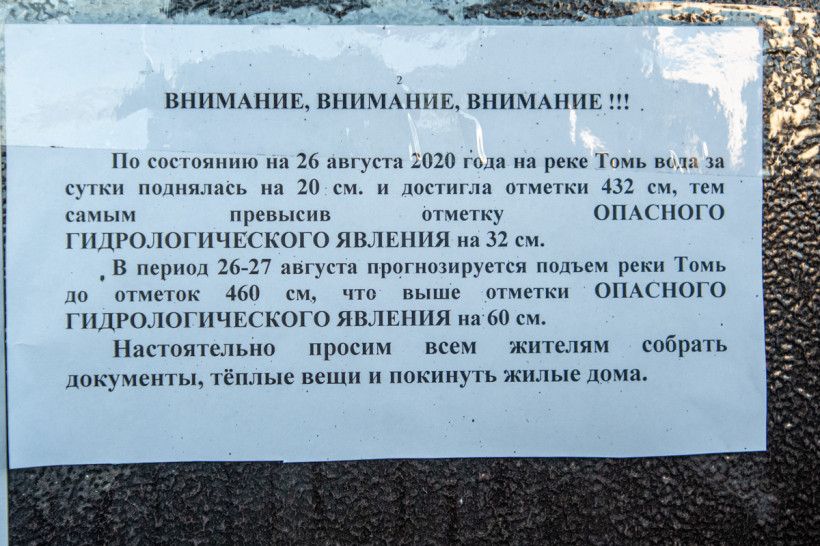 2
ВНИМАНИЕ, ВНИМАНИЕ, ВНИМАНИЕ !!!
По состоянию на 26 августа 2020 года на реке Томь вода за
сутки поднялась на 20 см. и достигла отметки 432 см, тем
самым превысив отметку ОПАСНОГО
ГИДРОЛОГИЧЕСКОГО ЯВЛЕНИЯ на 32 см.
В период 26-27 августа прогнозируется подъем реки Томь
до отметок 460 см, что выше отметки ОПАСНОГО
ГИДРОЛОГИЧЕСКОГО ЯВЛЕНИЯ на 60 см.
Настоятельно просим всем жителям собрать
документы, тёплые вещи и покинуть жилые дома.